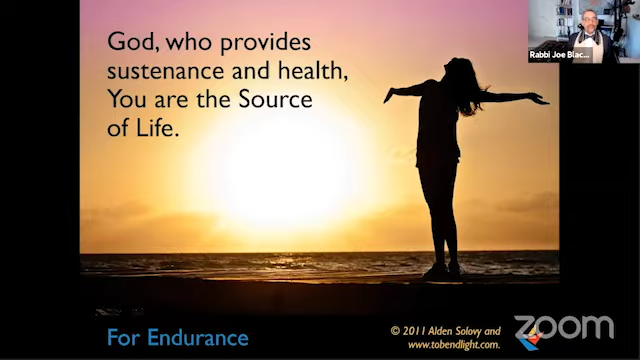 God, who provides
sustenance and health,
You are the Source
of Life.
Rabbi Joe Blac...
For Endurance
© 2011 Alden Solovy and
www.tobendlight.com.
zoom